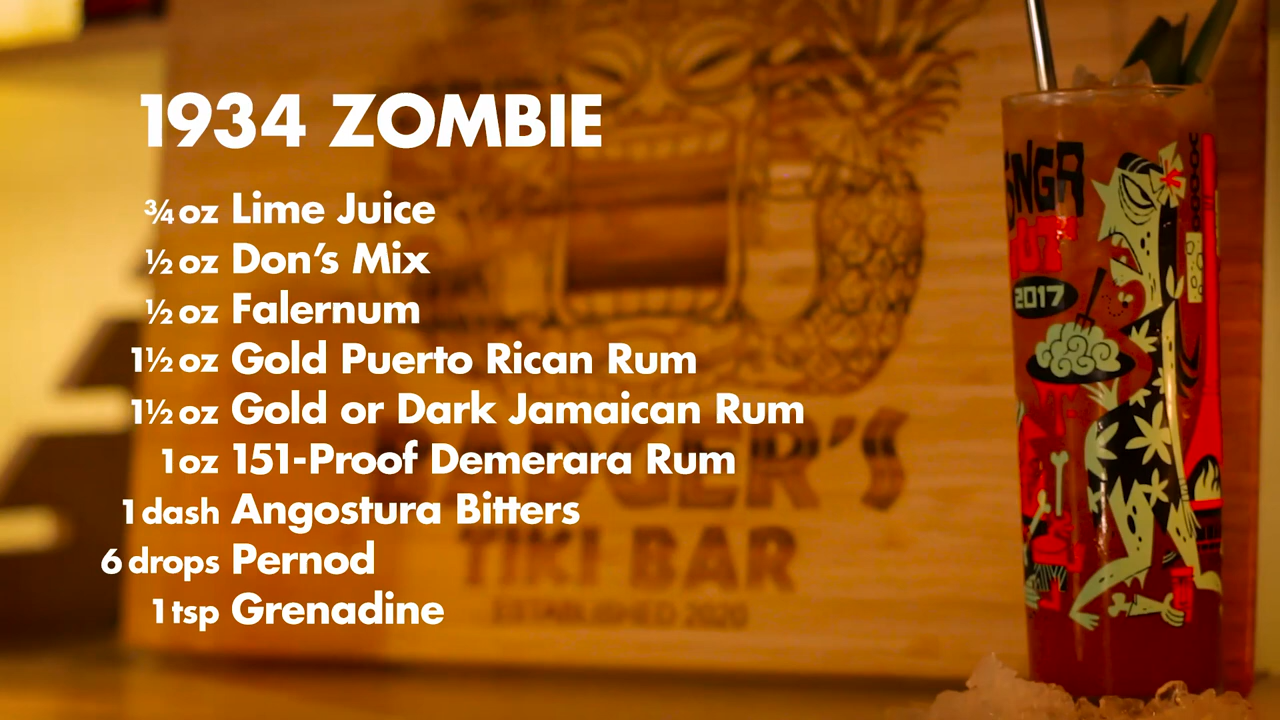 1934 ZOMBIE
¾ oz Lime Juice
½ oz Don's Mix
½ oz Falernum
1½ oz Gold Puerto Rican Rum
1½ oz Gold or Dark Jamaican Rum
1 oz 151-Proof Demerara Rum
1 dash Angostura Bitters
6 drops Pernod
1 tsp Grenadine
TIKI BAR
ESTABLISHED 2020
2017